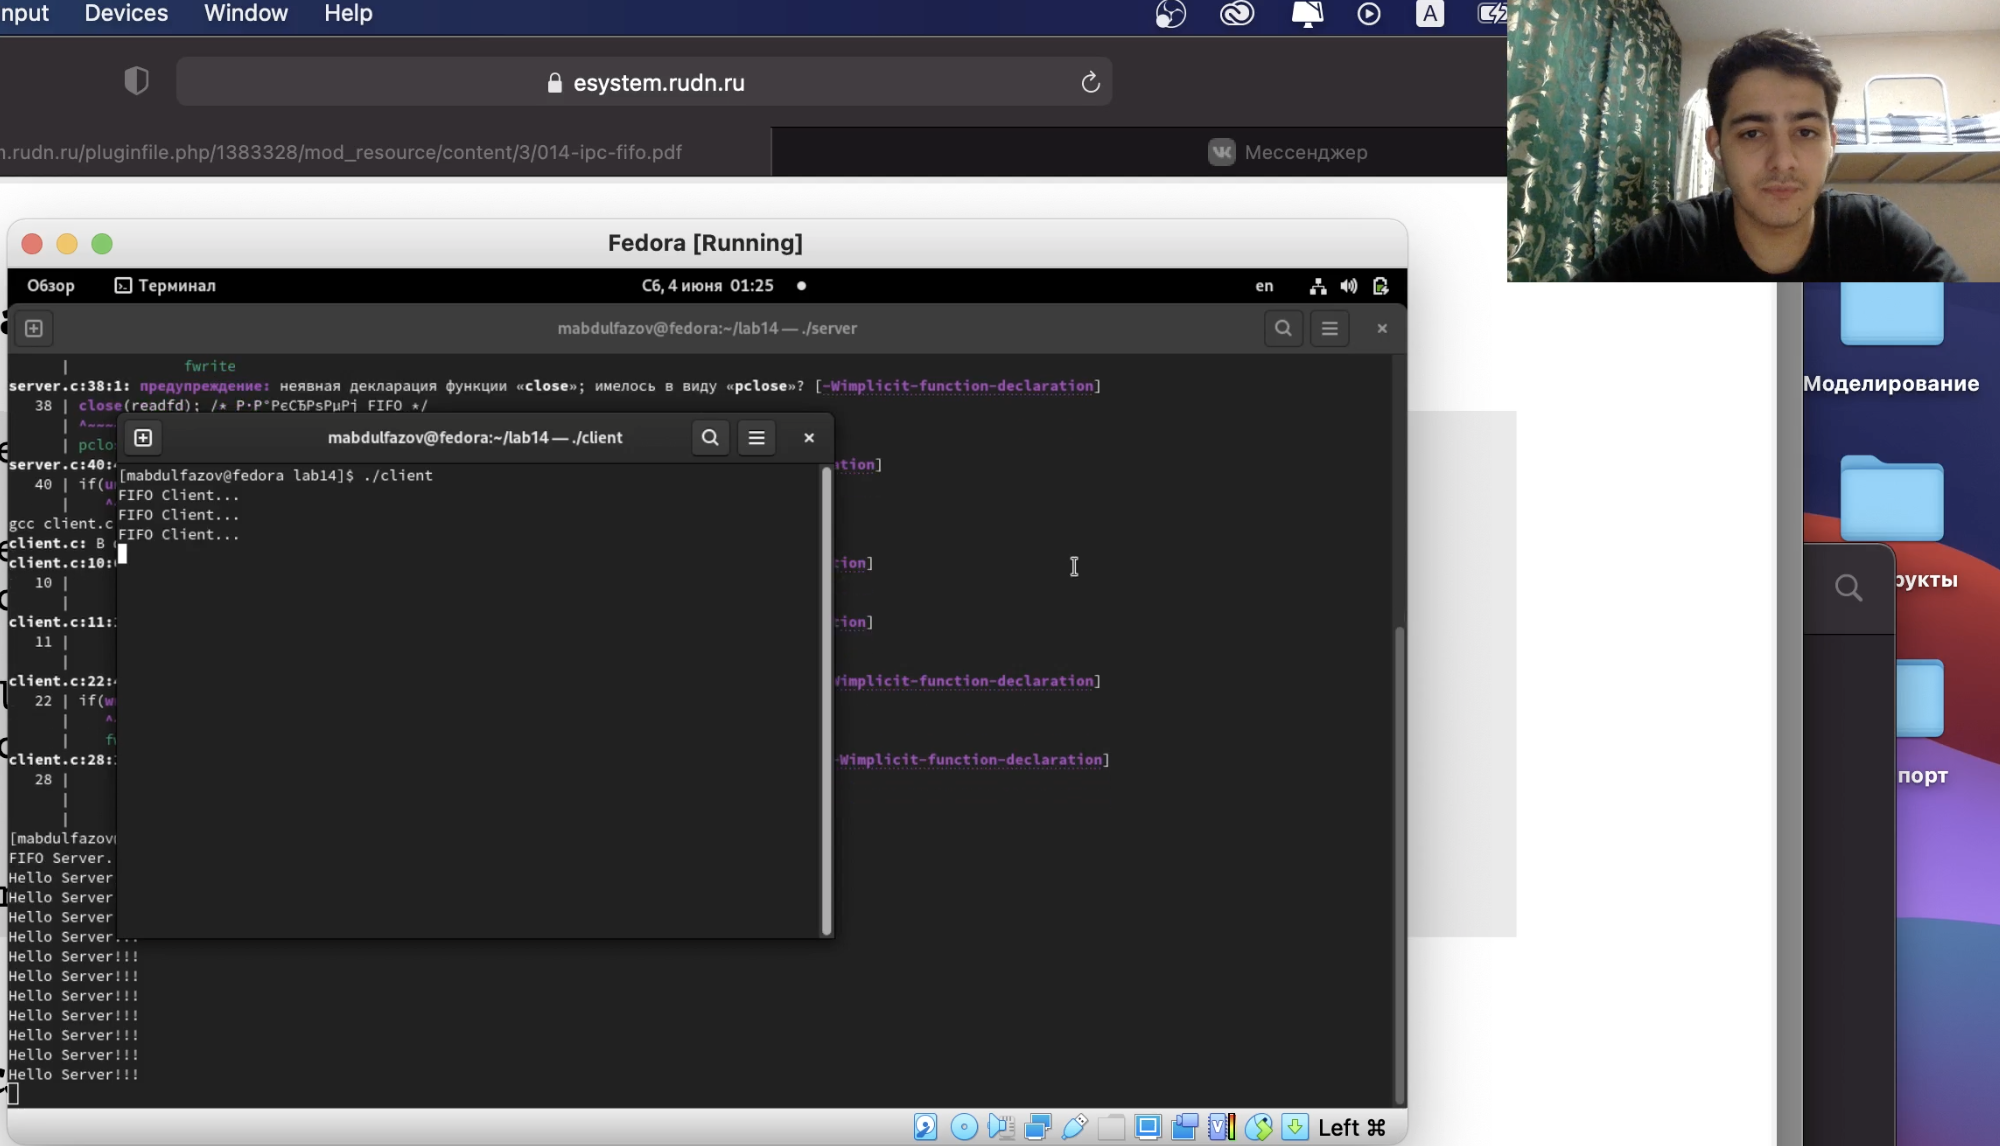 nput Devices Window Help
A
esystem.rudn.ru
n.rudn.ru/pluginfile.php/1383328/mod_resource/content/3/014-ipc-fifo.pdf
Мессенджер
Fedora [Running]
Обзор Терминал Сб, 4 июня 01:25 en
mabdulfazov@fedora:~/lab14 — ./server
| fwrite
server.c:38:1: предупреждение: неявная декларация функции «close»; имелось в виду «pclose»? [-Wimplicit-function-declaration]
38 | close(readfd); /* Р·Р°РєСЂРѕРµРј FIFO */
| ^~~~
| pclo
server.c:40: tion]
40 | if(u
| ^
gcc client.c
client.c: В
client.c:10: tion]
10 |
|
client.c:11: tion]
11 |
|
client.c:22: Wimplicit-function-declaration]
22 | if(w
| ^
| f
client.c:28: -Wimplicit-function-declaration]
28 |
|
|
[mabdulfazov
FIFO Server.
Hello Server
Hello Server
Hello Server
Hello Server!!!
Hello Server!!!
Hello Server!!!
Hello Server!!!
Hello Server!!!
Hello Server!!!
Hello Server!!!
Hello Server!!!
mabdulfazov@fedora:~/lab14 — ./client
[mabdulfazov@fedora lab14]$ ./client
FIFO Client...
FIFO Client...
FIFO Client...
Left ⌘
Моделирование
рукты
порт